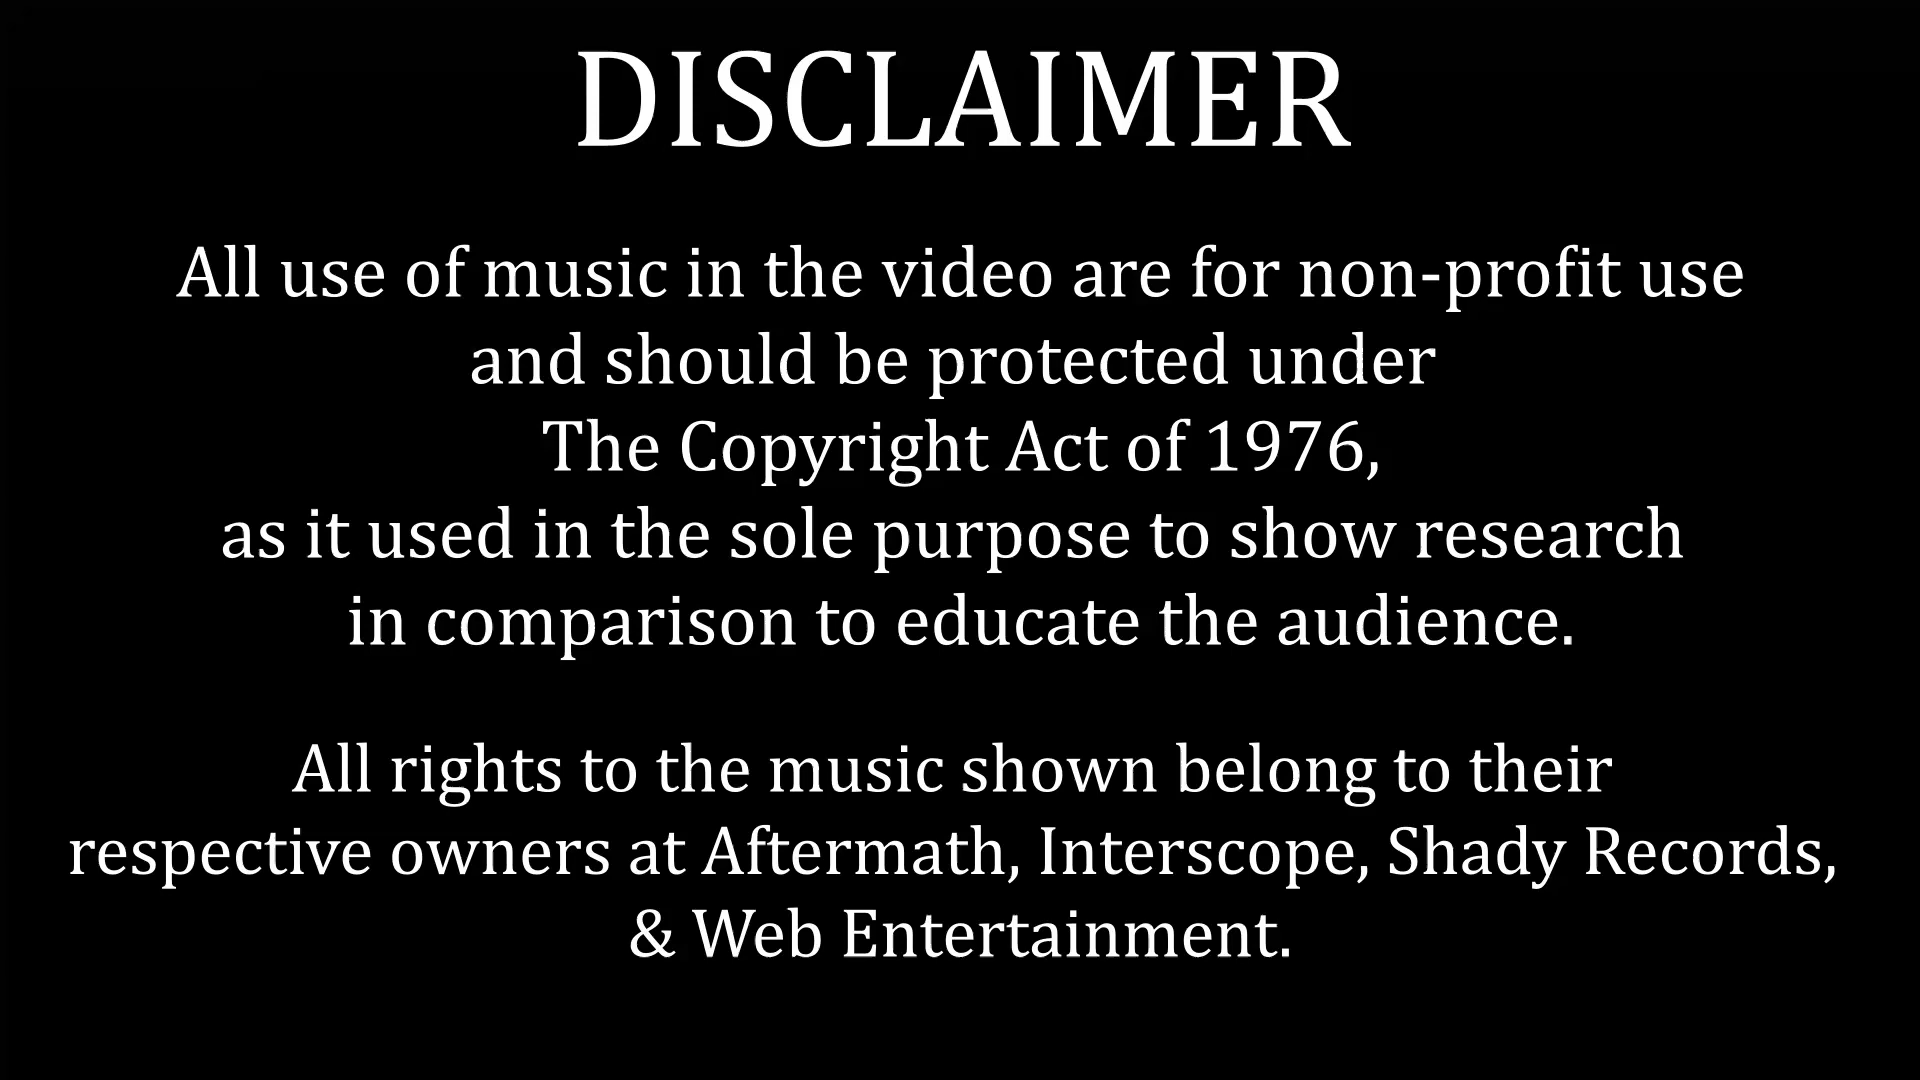 DISCLAIMER
All use of music in the video are for non-profit use
and should be protected under
The Copyright Act of 1976,
as it used in the sole purpose to show research
in comparison to educate the audience.
All rights to the music shown belong to their
respective owners at Aftermath, Interscope, Shady Records,
& Web Entertainment.